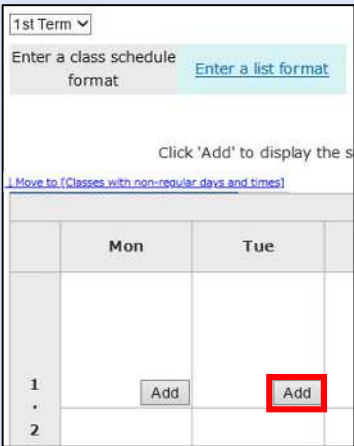 1st Term
Enter a class schedule format
Enter a list format
Click 'Add' to display the s
↓Move to [Classes with non-regular days and times]
Mon Tue
1 Add Add
.
2